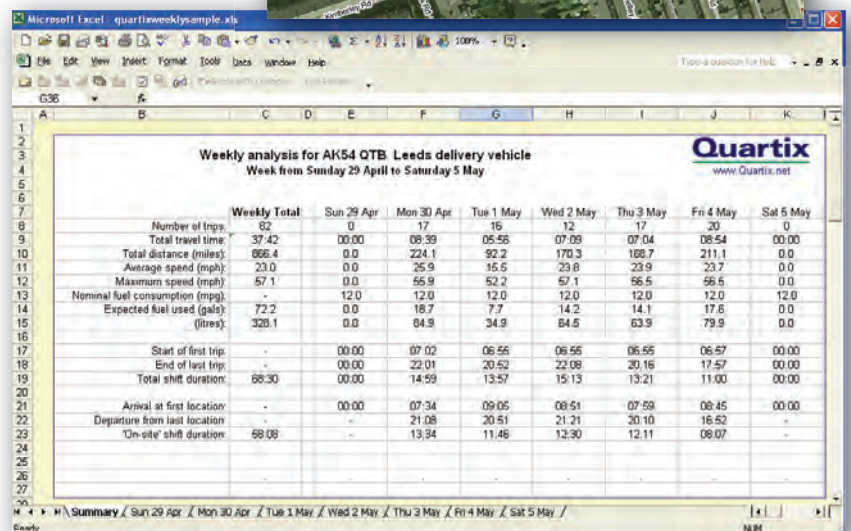 Kimberley Rd
Microsoft Excel - quartixweeklysample.xls
File Edit View Insert Format Tools Data Window Help
Type a question for help
100%
G36 fx
A B C D E F G H I J K
Weekly analysis for AK54 QTB Leeds delivery vehicle
Week from Sunday 29 April to Saturday 5 May
Quartix
www.Quartix.net
Weekly Total Sun 29 Apr Mon 30 Apr Tue 1 May Wed 2 May Thu 3 May Fri 4 May Sat 5 May
Number of trips: 82 0 17 16 12 17 20 0
Total travel time: 37:42 00:00 08:39 05:56 07:09 07:04 08:54 00:00
Total distance (miles): 866.4 0.0 224.1 92.2 170.3 168.7 211.1 0.0
Average speed (mph): 23.0 0.0 25.9 15.5 23.8 23.9 23.7 0.0
Maximum speed (mph): 57.1 0.0 55.9 52.2 57.1 56.5 56.5 0.0
Nominal fuel consumption (mpg): - 12.0 12.0 12.0 12.0 12.0 12.0 12.0
Expected fuel used (gals): 72.2 0.0 18.7 7.7 14.2 14.1 17.6 0.0
(litres): 328.1 0.0 84.9 34.9 64.5 63.9 79.9 0.0
Start of first trip: - 00:00 07:02 06:55 06:55 06:55 06:57 00:00
End of last trip: - 00:00 22:01 20:52 22:08 20:16 17:57 00:00
Total shift duration: 68:30 00:00 14:59 13:57 15:13 13:21 11:00 00:00
Arrival at first location: - 00:00 07:34 09:05 08:51 07:59 08:45 00:00
Departure from last location: - - 21:08 20:51 21:21 20:10 16:52 -
'On-site' shift duration: 58:08 - 13:34 11:46 12:30 12:11 08:07 -
Summary / Sun 29 Apr / Mon 30 Apr / Tue 1 May / Wed 2 May / Thu 3 May / Fri 4 May / Sat 5 May /
Ready NUM